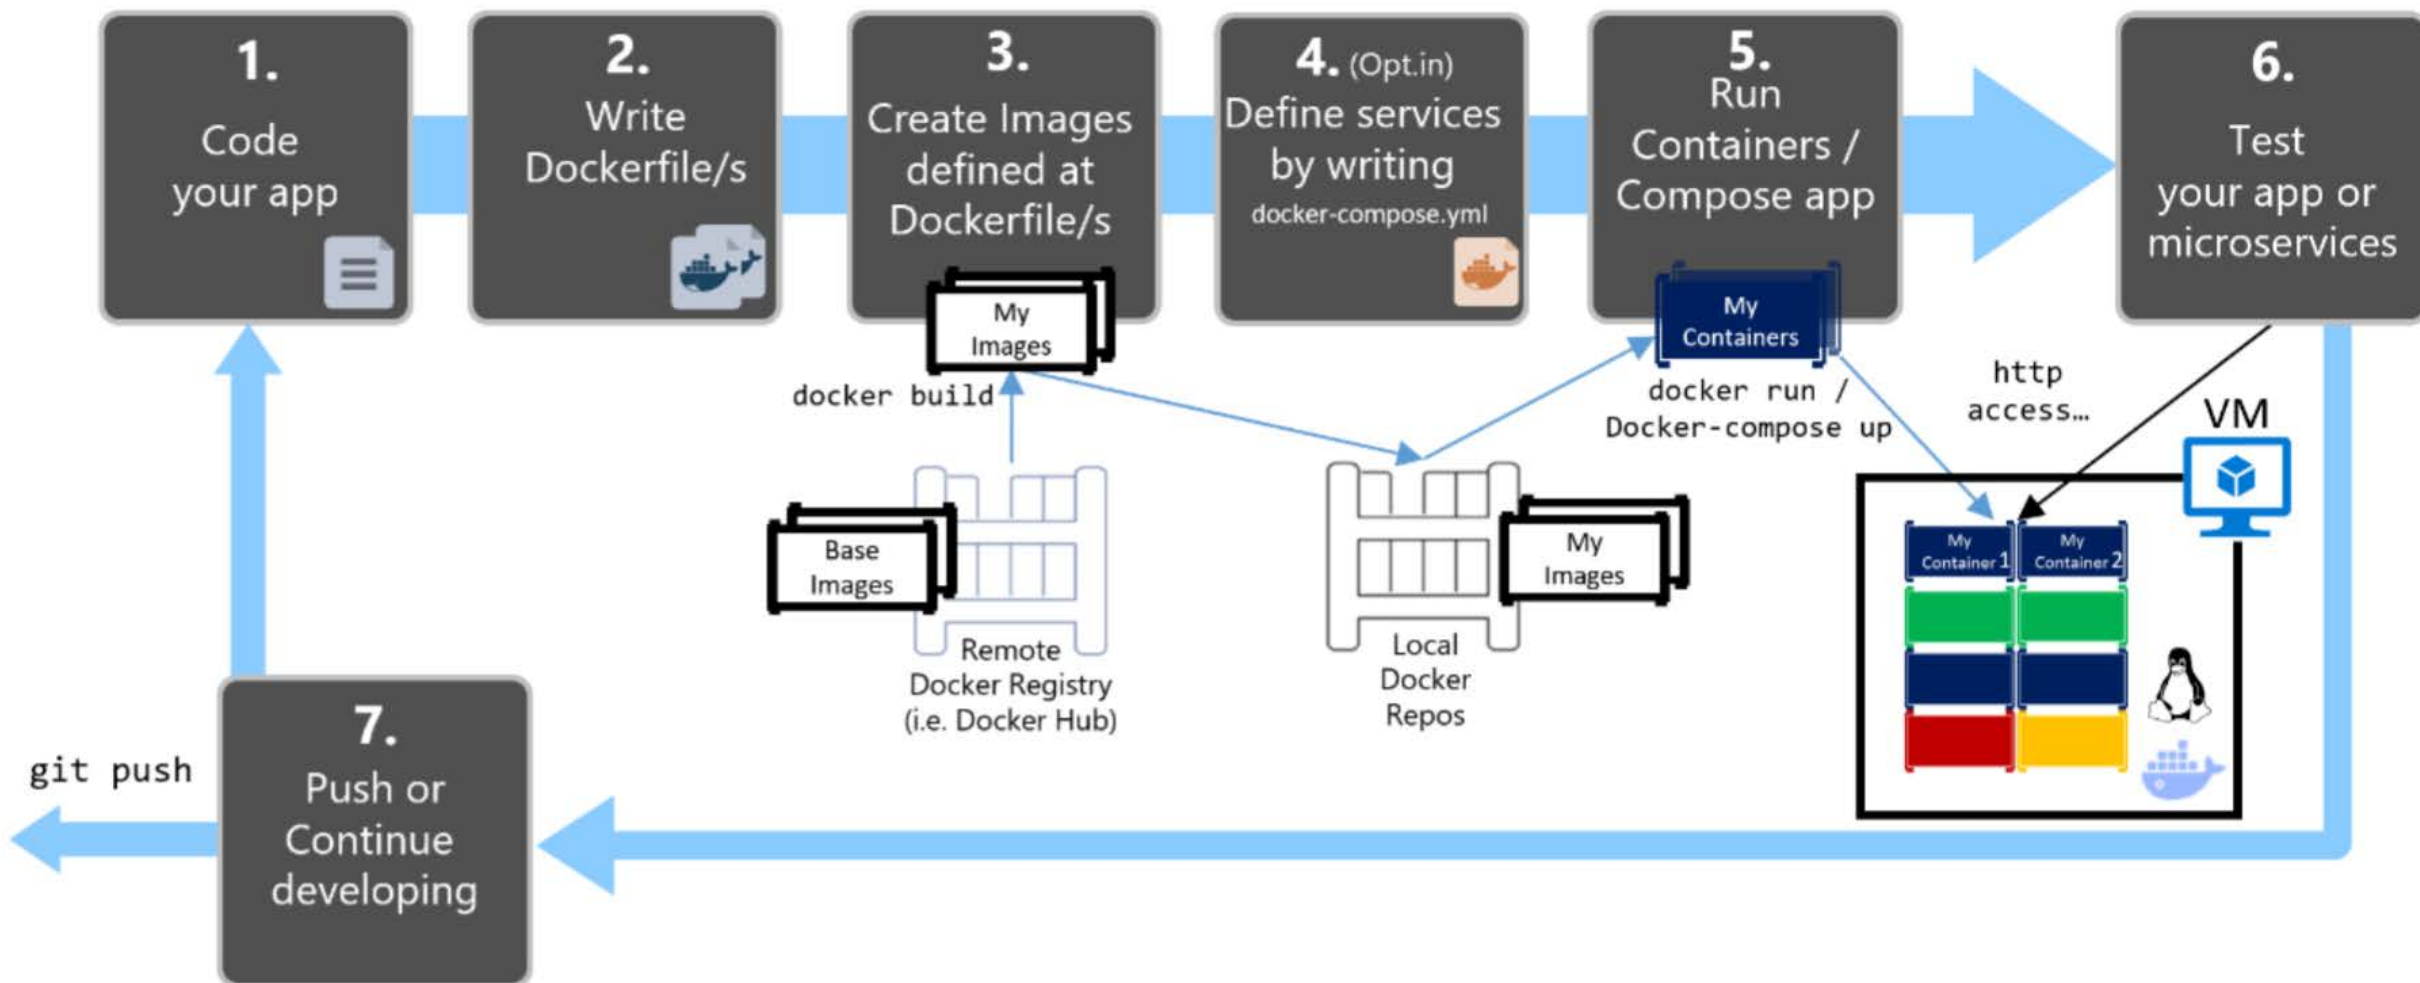 1.
Code
your app
2.
Write
Dockerfile/s
3.
Create Images
defined at
Dockerfile/s
My
Images
4. (Opt.in)
Define services
by writing
docker-compose.yml
5.
Run
Containers /
Compose app
My
Containers
6.
Test
your app or
microservices
docker build
docker run /
Docker-compose up
http
access…
VM
Base
Images
Remote
Docker Registry
(i.e. Docker Hub)
My
Images
Local
Docker
Repos
My
Container 1
My
Container 2
git push
7.
Push or
Continue
developing